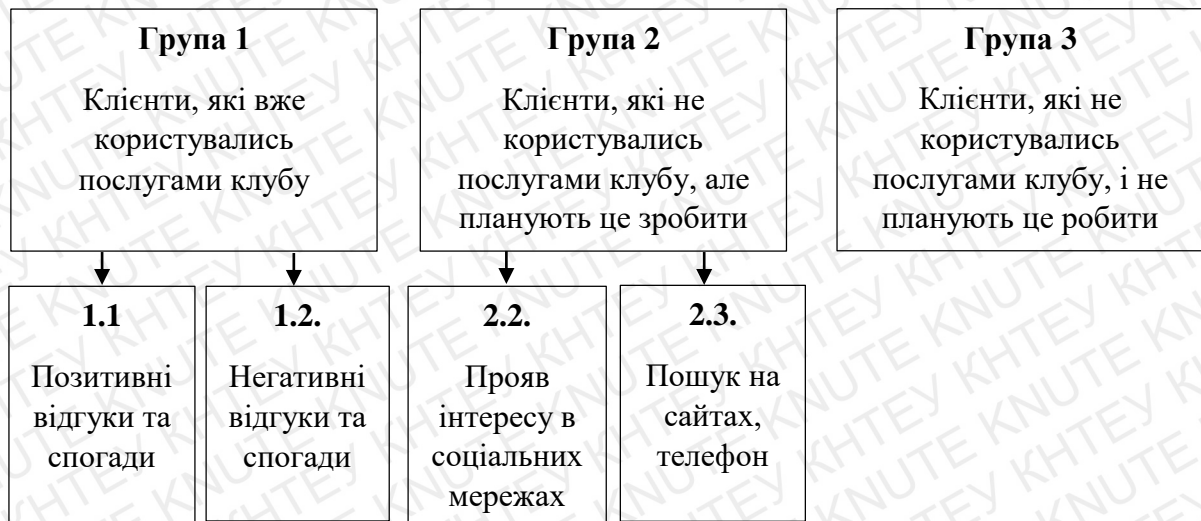 Група 1
Клієнти, які вже
користувались
послугами клубу
Група 2
Клієнти, які не
користувались
послугами клубу, але
планують це зробити
Група 3
Клієнти, які не
користувались
послугами клубу, і не
планують це робити
1.1
Позитивні
відгуки та
спогади
1.2.
Негативні
відгуки та
спогади
2.2.
Прояв
інтересу в
соціальних
мережах
2.3.
Пошук на
сайтах,
телефон